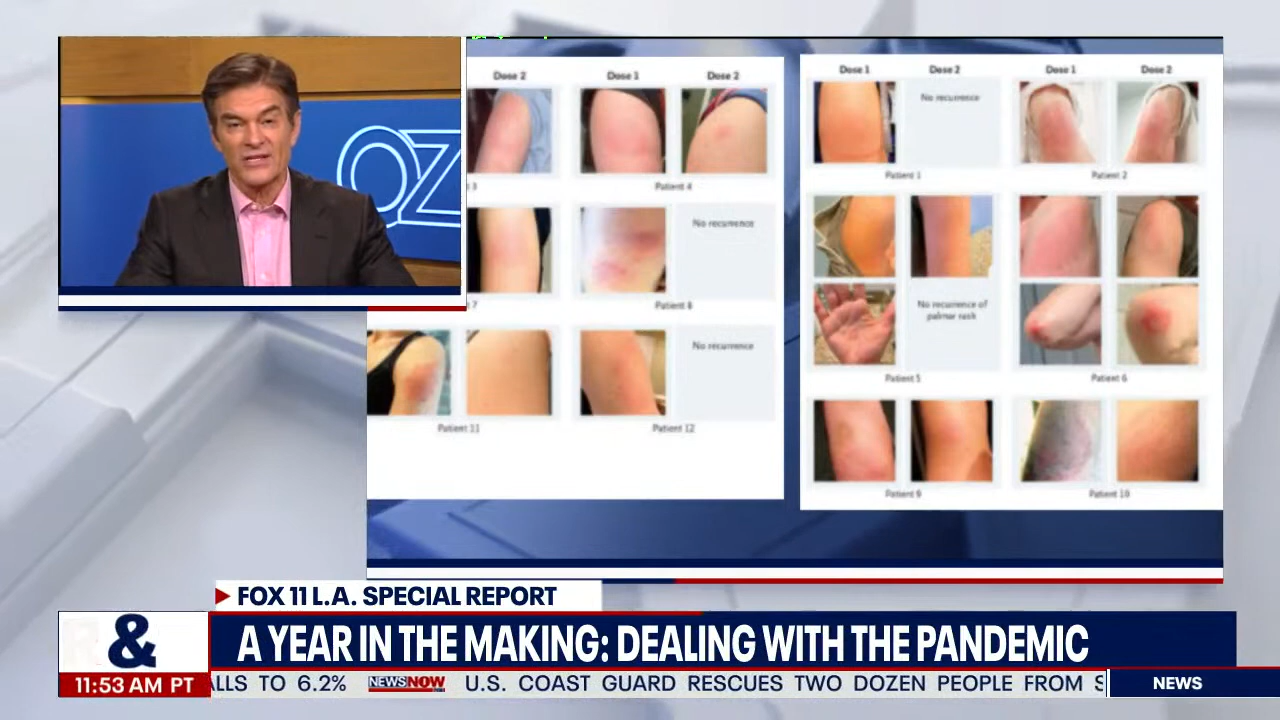 OZ
Dose 2
Dose 1
Dose 2
3
Patient 4
No recurrence
7
Patient 8
No recurrence
Patient 11
Patient 12
Dose 1
Dose 2
Dose 1
Dose 2
No recurrence
Patient 1
Patient 2
No recurrence of
palmar rash
Patient 5
Patient 6
Patient 9
Patient 10
FOX 11 L.A. SPECIAL REPORT
&
A YEAR IN THE MAKING: DEALING WITH THE PANDEMIC
11:53 AM PT
ALLS TO 6.2% NEWSNOW U.S. COAST GUARD RESCUES TWO DOZEN PEOPLE FROM S
NEWS